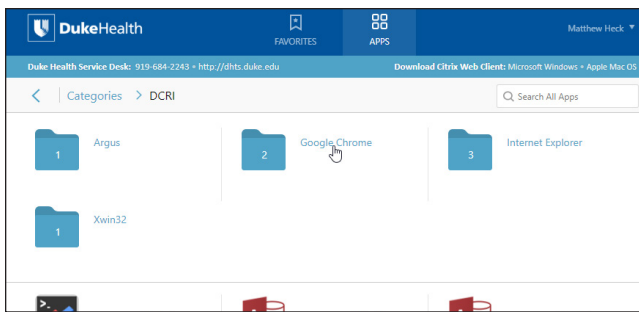 DukeHealth
FAVORITES
APPS
Matthew Heck
Duke Health Service Desk: 919-684-2243 • http://dhts.duke.edu
Download Citrix Web Client: Microsoft Windows • Apple Mac OS
Categories > DCRI
Search All Apps
1 Argus
2 Google Chrome
3 Internet Explorer
1 Xwin32
>_